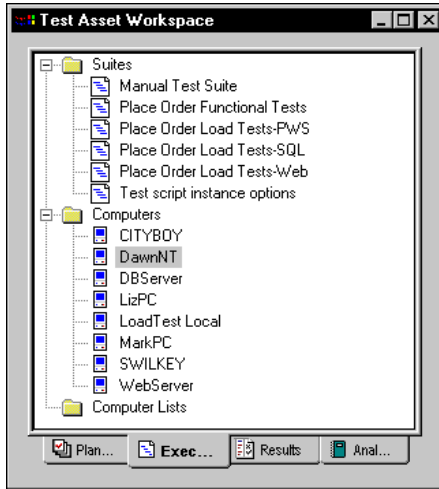 Test Asset Workspace
Suites
Manual Test Suite
Place Order Functional Tests
Place Order Load Tests-PWS
Place Order Load Tests-SQL
Place Order Load Tests-Web
Test script instance options
Computers
CITYBOY
DawnNT
DBServer
LizPC
LoadTest Local
MarkPC
SWILKEY
WebServer
Computer Lists
Plan... Exec... Results Anal...